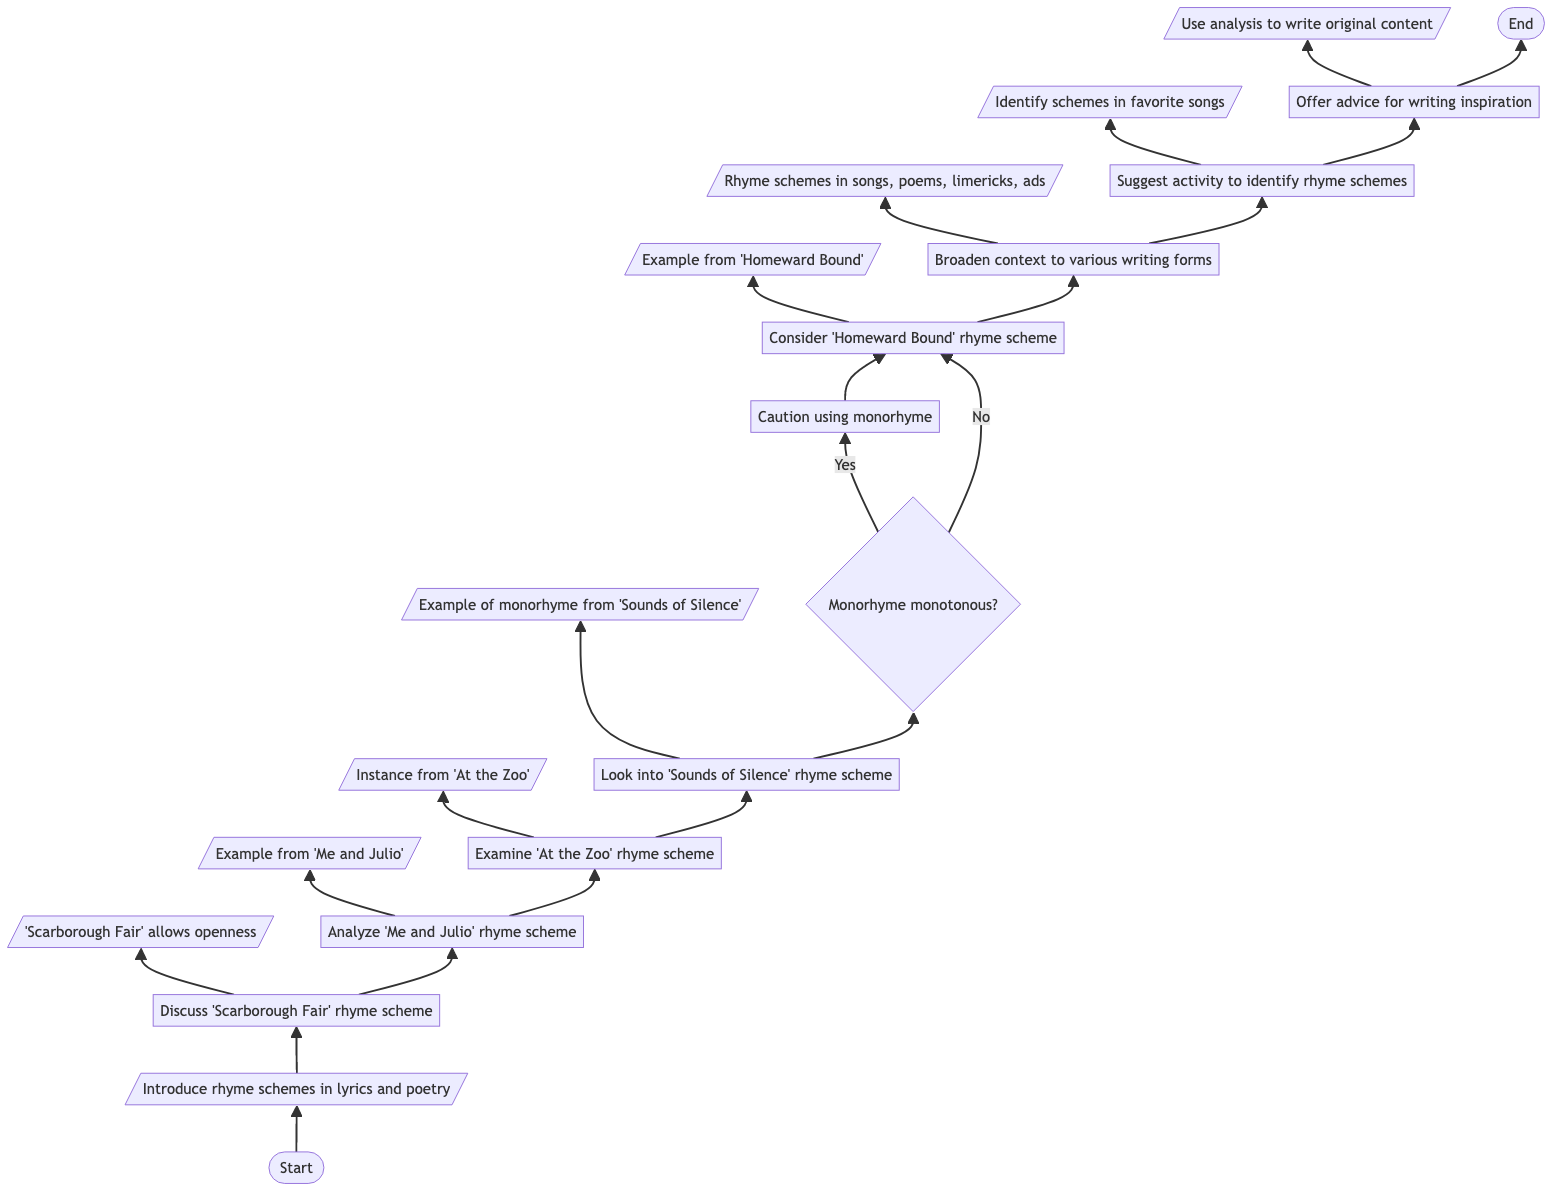 Use analysis to write original content
End
Identify schemes in favorite songs
Offer advice for writing inspiration
Rhyme schemes in songs, poems, limericks, ads
Suggest activity to identify rhyme schemes
Example from 'Homeward Bound'
Broaden context to various writing forms
Consider 'Homeward Bound' rhyme scheme
Caution using monorhyme
No
Yes
Example of monorhyme from 'Sounds of Silence'
Monorhyme monotonous?
Instance from 'At the Zoo'
Look into 'Sounds of Silence' rhyme scheme
Example from 'Me and Julio'
Examine 'At the Zoo' rhyme scheme
'Scarborough Fair' allows openness
Analyze 'Me and Julio' rhyme scheme
Discuss 'Scarborough Fair' rhyme scheme
Introduce rhyme schemes in lyrics and poetry
Start